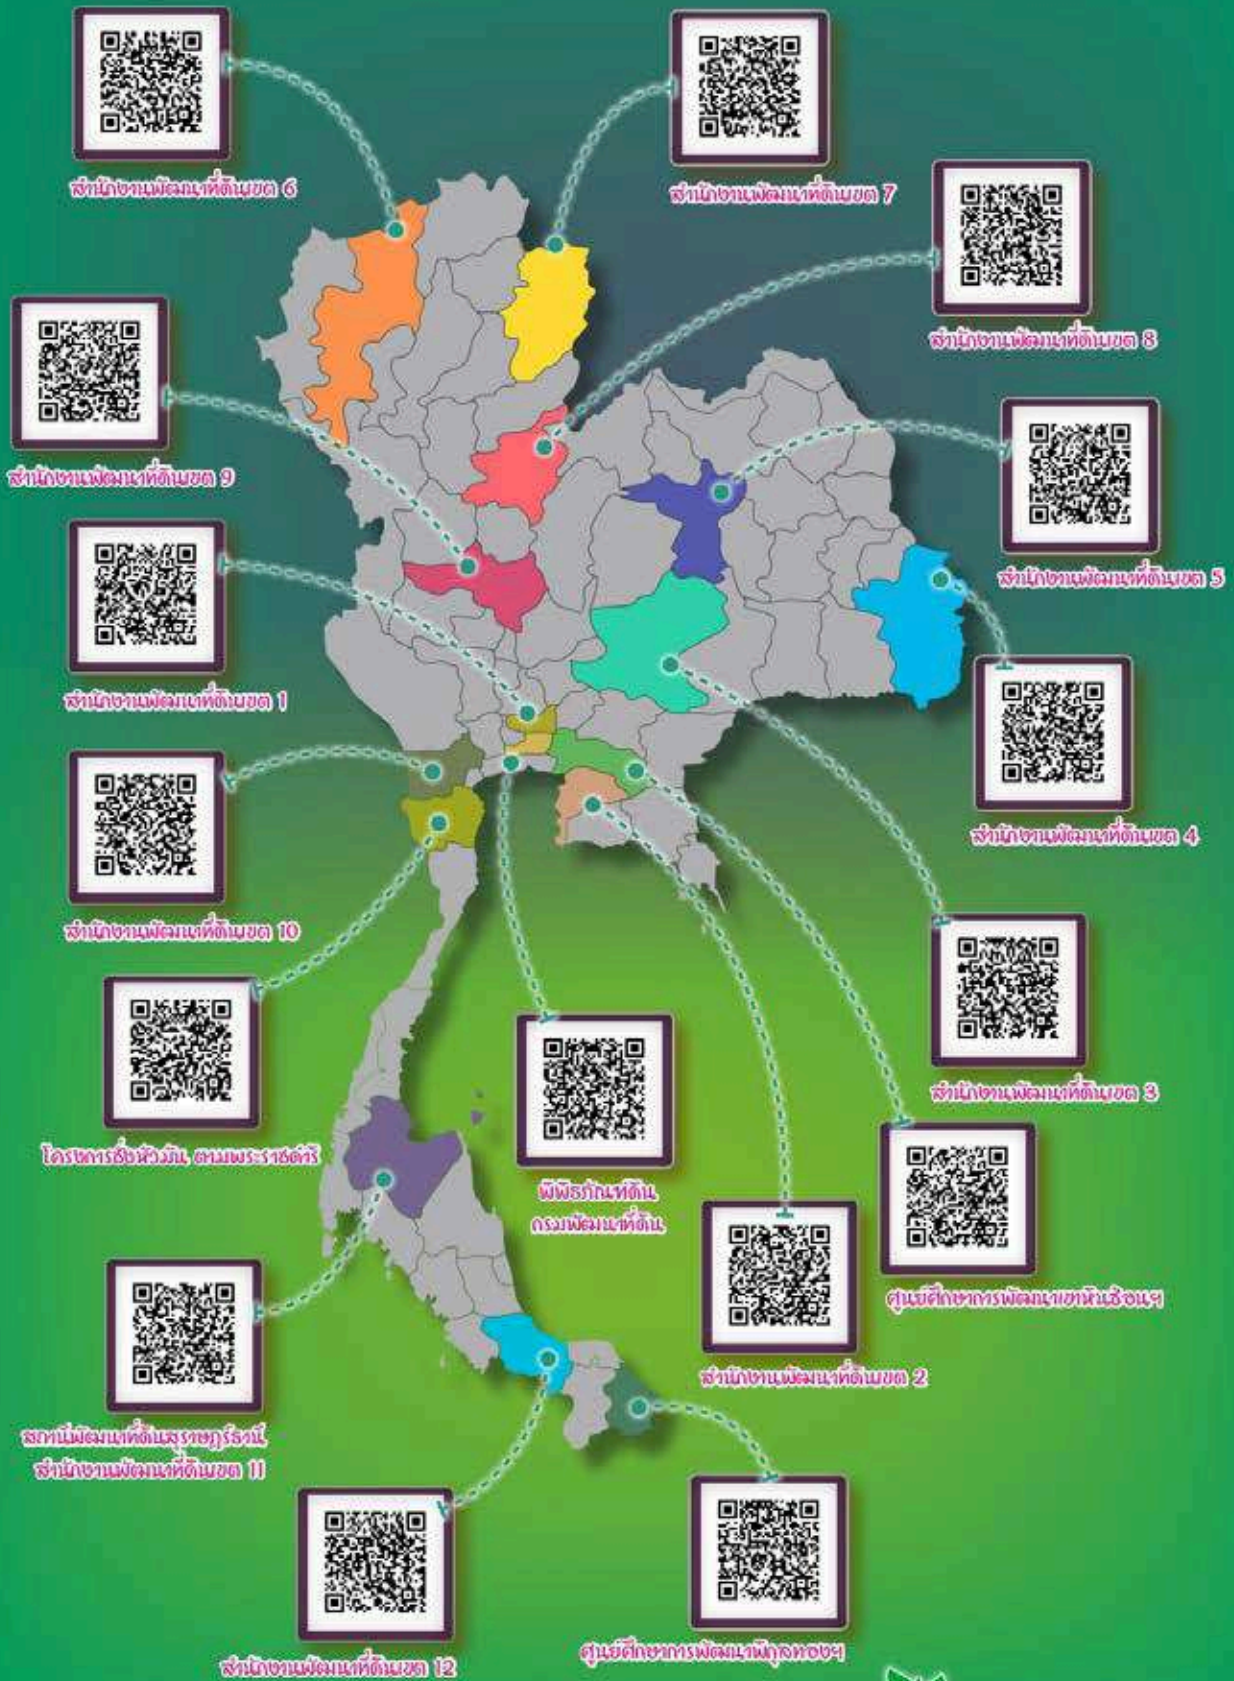 สำนักงานพัฒนาที่ดินเขต 6
สำนักงานพัฒนาที่ดินเขต 7
สำนักงานพัฒนาที่ดินเขต 8
สำนักงานพัฒนาที่ดินเขต 9
สำนักงานพัฒนาที่ดินเขต 5
สำนักงานพัฒนาที่ดินเขต 1
สำนักงานพัฒนาที่ดินเขต 4
สำนักงานพัฒนาที่ดินเขต 10
สำนักงานพัฒนาที่ดินเขต 3
โครงการชั่งหัวมัน ตามพระราชดำริ
พิพิธภัณฑ์ดิน
กรมพัฒนาที่ดิน
ศูนย์ศึกษาการพัฒนาเขาหินซ้อนฯ
สำนักงานพัฒนาที่ดินเขต 2
สถานีพัฒนาที่ดินสุราษฎร์ธานี
สำนักงานพัฒนาที่ดินเขต 11
ศูนย์ศึกษาการพัฒนาพิกุลทองฯ
สำนักงานพัฒนาที่ดินเขต 12